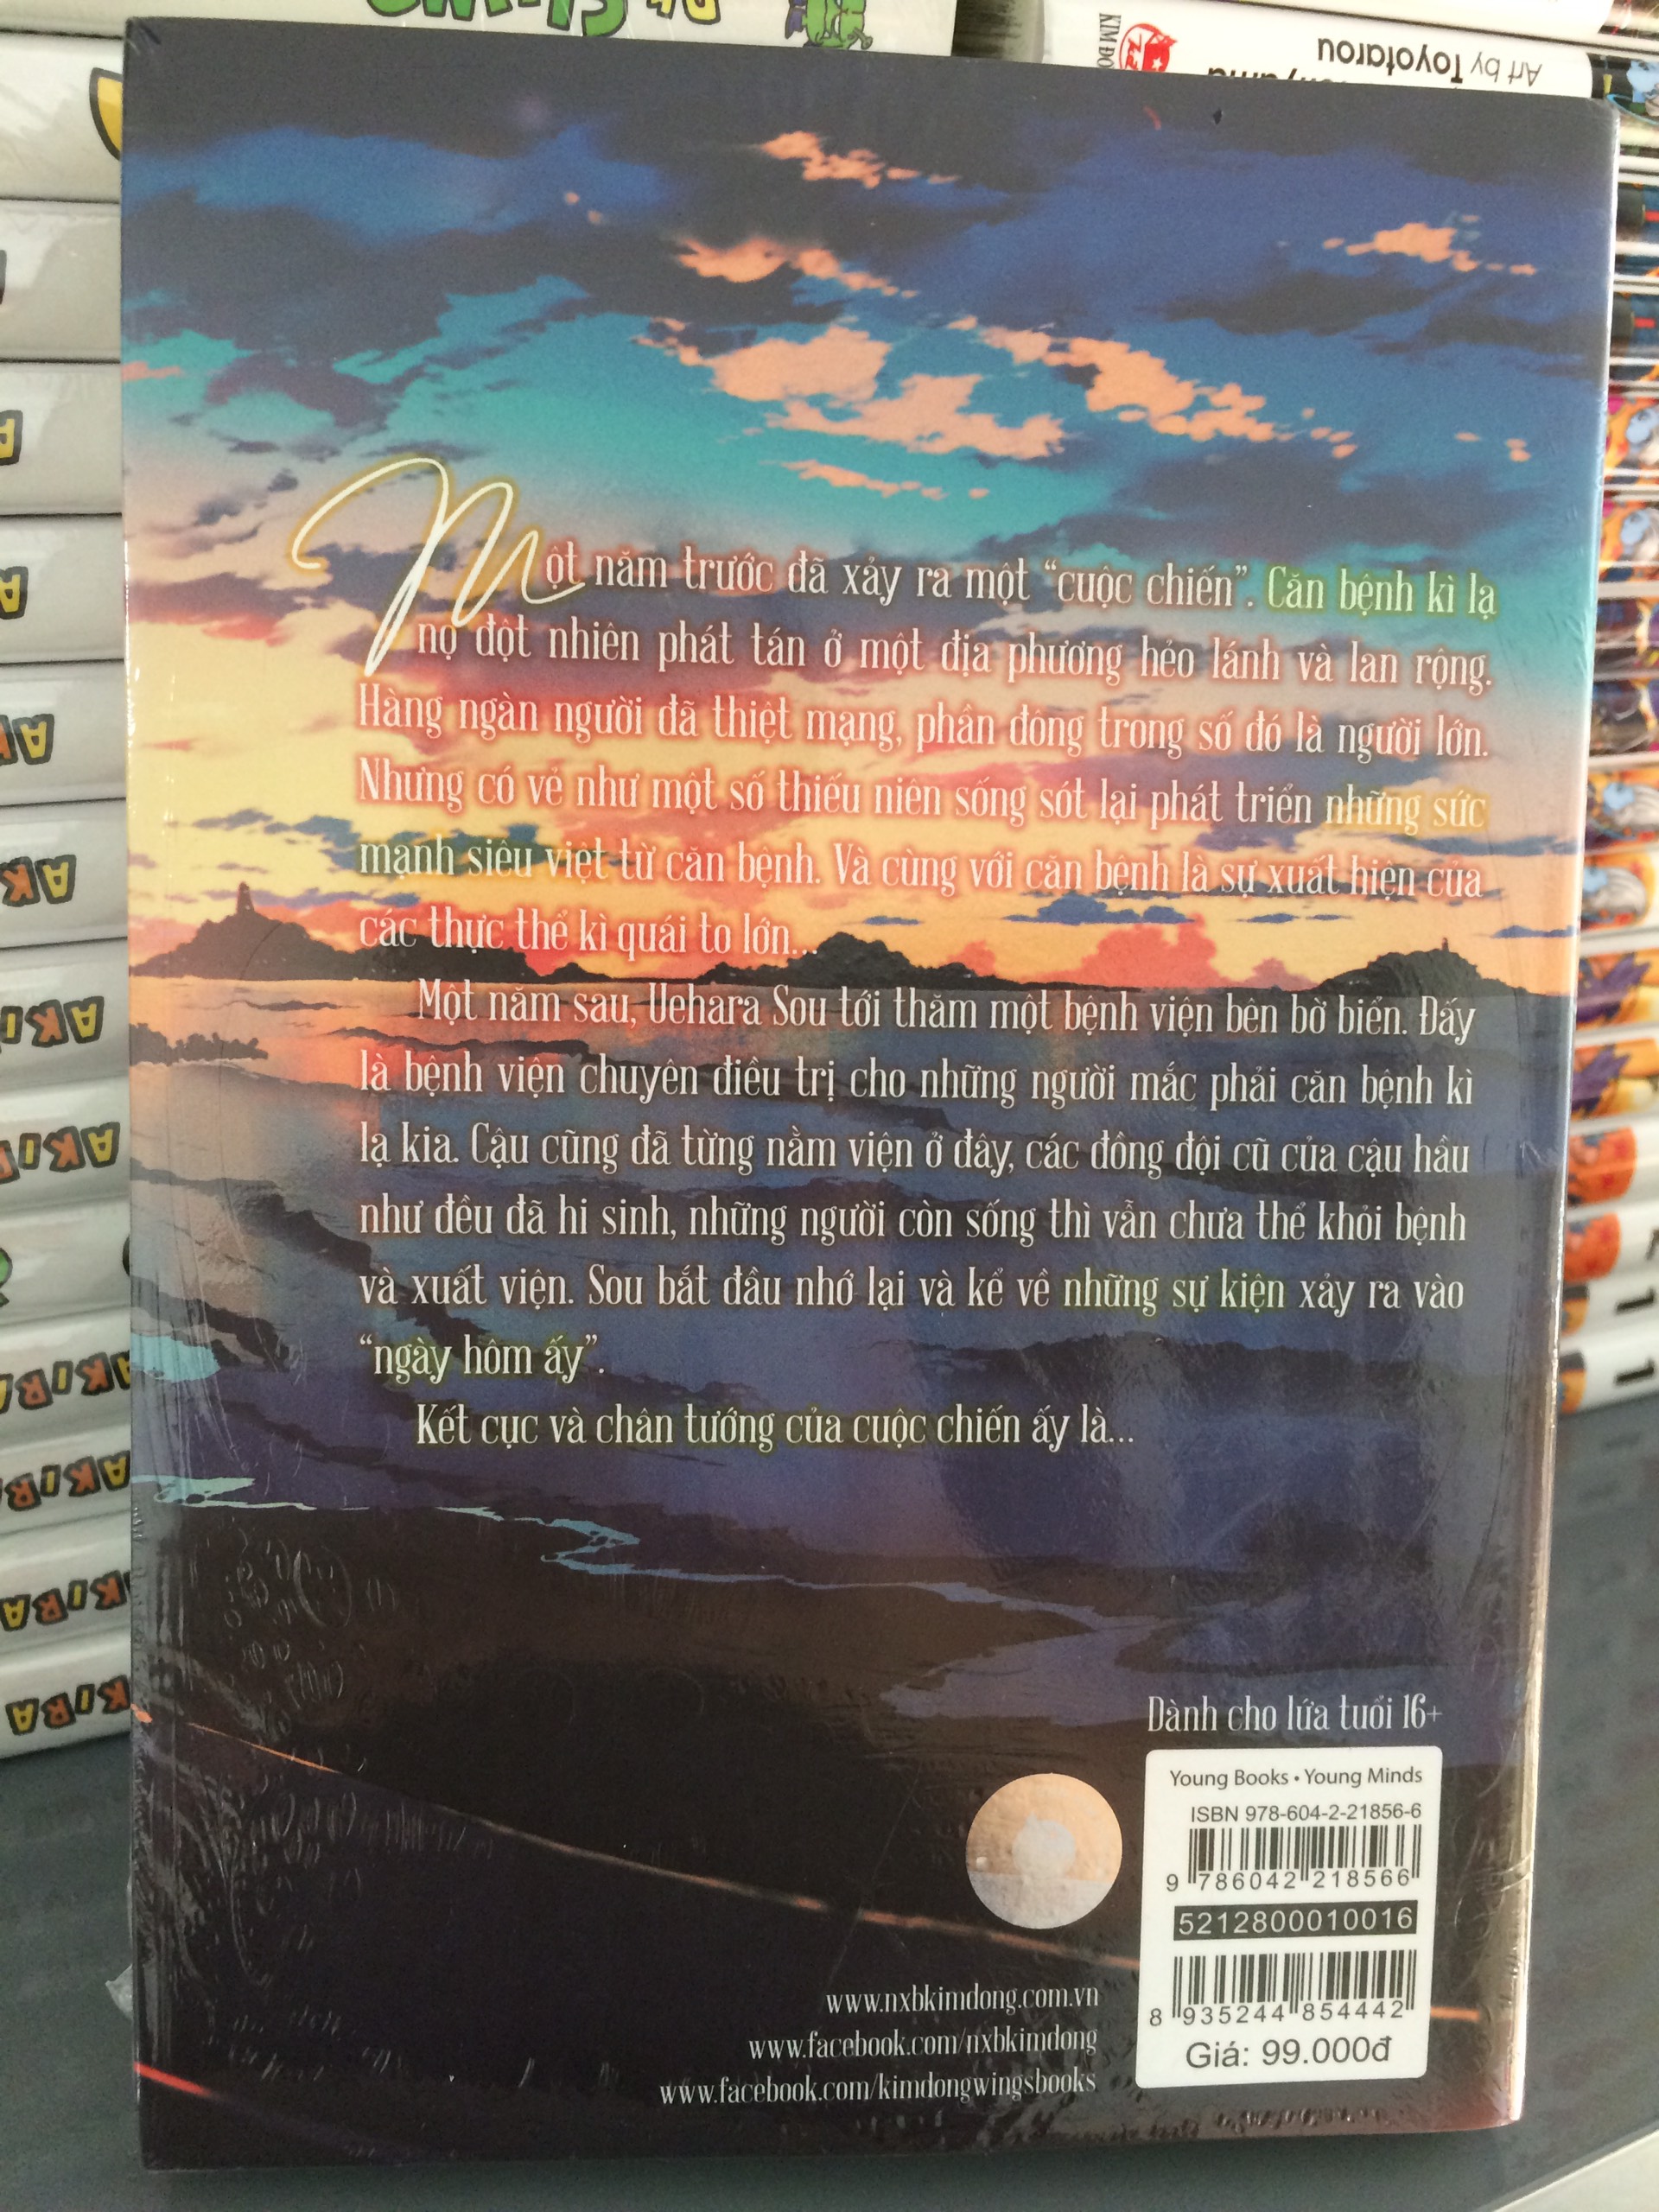 Art by Toyotarou
KIM ĐỒ
Một năm trước đã xảy ra một “cuộc chiến”. Căn bệnh kì lạ
nọ đột nhiên phát tán ở một địa phương hẻo lánh và lan rộng.
Hàng ngàn người đã thiệt mạng, phần đông trong số đó là người lớn.
Nhưng có vẻ như một số thiếu niên sống sót lại phát triển những sức
mạnh siêu việt từ căn bệnh. Và cùng với căn bệnh là sự xuất hiện của
các thực thể kì quái to lớn...
Một năm sau, Uehara Sou tới thăm một bệnh viện bên bờ biển. Đấy
là bệnh viện chuyên điều trị cho những người mắc phải căn bệnh kì
lạ kia. Cậu cũng đã từng nằm viện ở đây, các đồng đội cũ của cậu hầu
như đều đã hi sinh, những người còn sống thì vẫn chưa thể khỏi bệnh
và xuất viện. Sou bắt đầu nhớ lại và kể về những sự kiện xảy ra vào
“ngày hôm ấy”.
Kết cục và chân tướng của cuộc chiến ấy là...
Dành cho lứa tuổi 16+
Young Books • Young Minds
ISBN 978-604-2-21856-6
9 786042 218566
5212800010016
8 935244 854442
Giá: 99.000đ
www.nxbkimdong.com.vn
www.facebook.com/nxbkimdong
www.facebook.com/kimdongwingsbooks